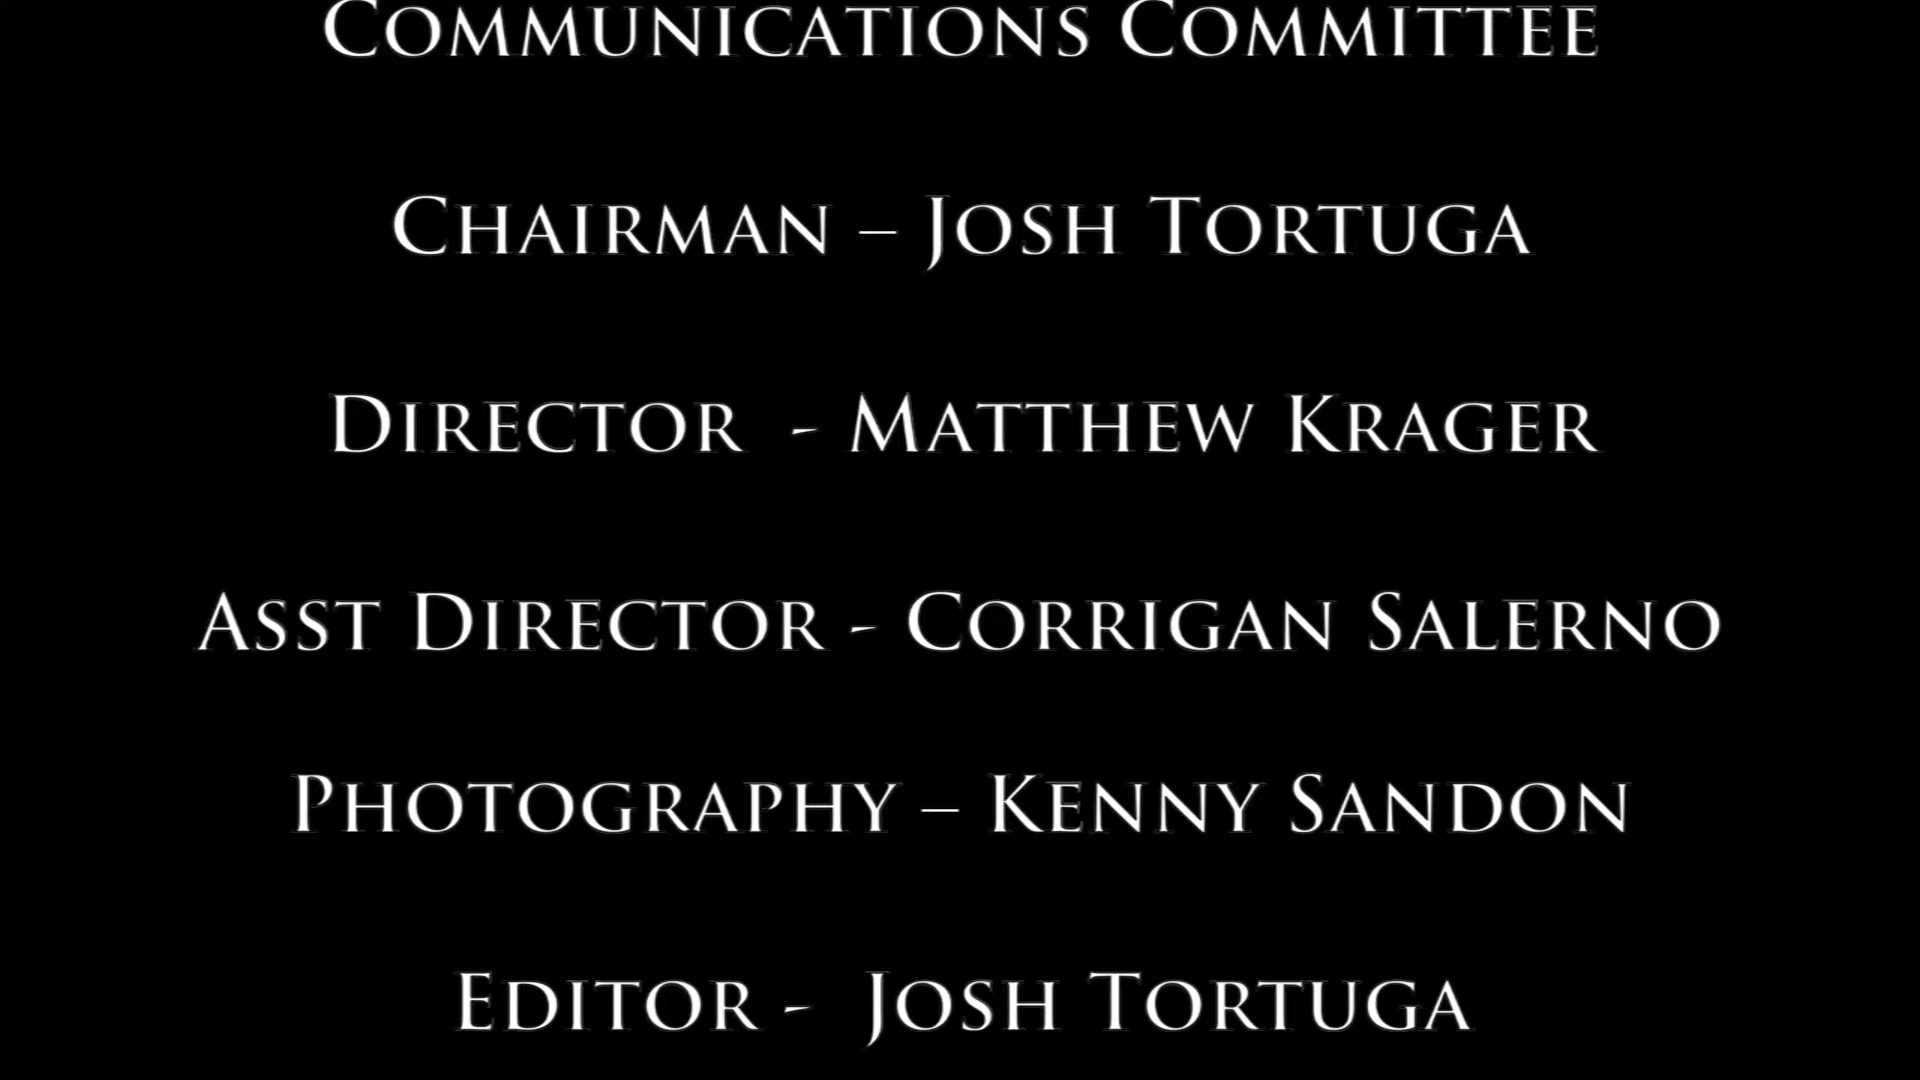 Communications Committee
Chairman – Josh Tortuga
Director - Matthew Krager
Asst Director - Corrigan Salerno
Photography – Kenny Sandon
Editor - Josh Tortuga